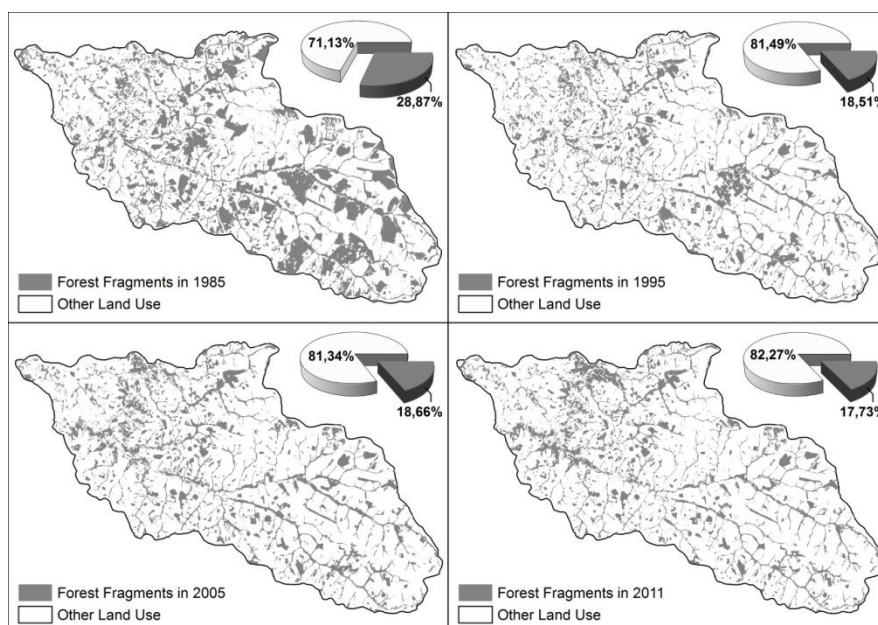 71,13%
28,87%
Forest Fragments in 1985
Other Land Use
81,49%
18,51%
Forest Fragments in 1995
Other Land Use
81,34%
18,66%
Forest Fragments in 2005
Other Land Use
82,27%
17,73%
Forest Fragments in 2011
Other Land Use